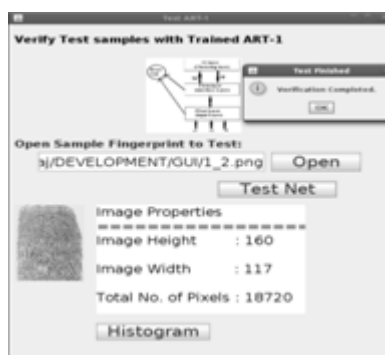 Test ART-1
Verify Test samples with Trained ART-1
Test Finished
Verification Completed.
OK
Open Sample Fingerprint to Test:
aj/DEVELOPMENT/GUI/1_2.png
Open
Test Net
Image Properties
Image Height : 160
Image Width : 117
Total No. of Pixels : 18720
Histogram